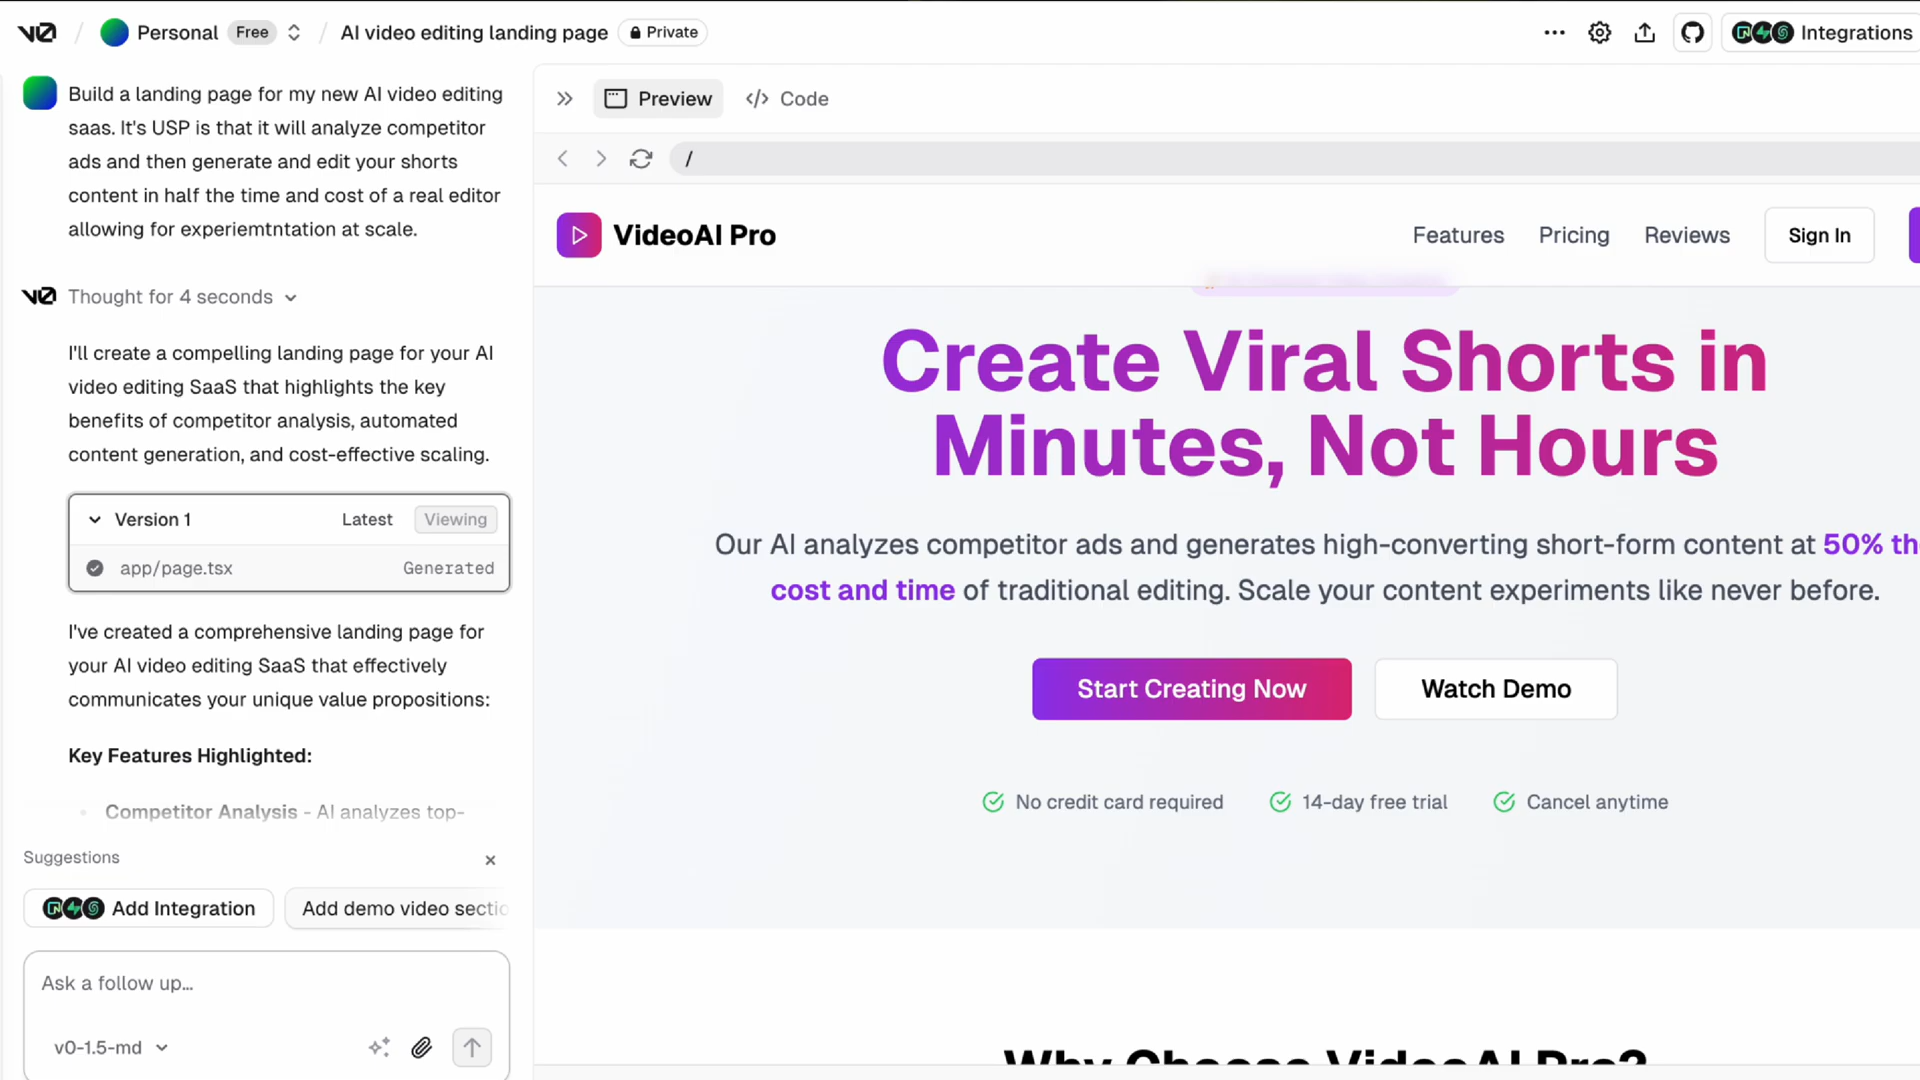 v0 / Personal Free / AI video editing landing page Private
Integrations
Build a landing page for my new AI video editing
saas. It's USP is that it will analyze competitor
ads and then generate and edit your shorts
content in half the time and cost of a real editor
allowing for experiemtntation at scale.
v0 Thought for 4 seconds
I'll create a compelling landing page for your AI
video editing SaaS that highlights the key
benefits of competitor analysis, automated
content generation, and cost-effective scaling.
Version 1 Latest Viewing
app/page.tsx Generated
I've created a comprehensive landing page for
your AI video editing SaaS that effectively
communicates your unique value propositions:
Key Features Highlighted:
Competitor Analysis - AI analyzes top-
Suggestions
Add Integration Add demo video sectio
Ask a follow up...
v0-1.5-md
Preview Code
/
VideoAI Pro Features Pricing Reviews Sign In
Create Viral Shorts in
Minutes, Not Hours
Our AI analyzes competitor ads and generates high-converting short-form content at 50% th
cost and time of traditional editing. Scale your content experiments like never before.
Start Creating Now Watch Demo
No credit card required 14-day free trial Cancel anytime
Why Choose VideoAI Pro?